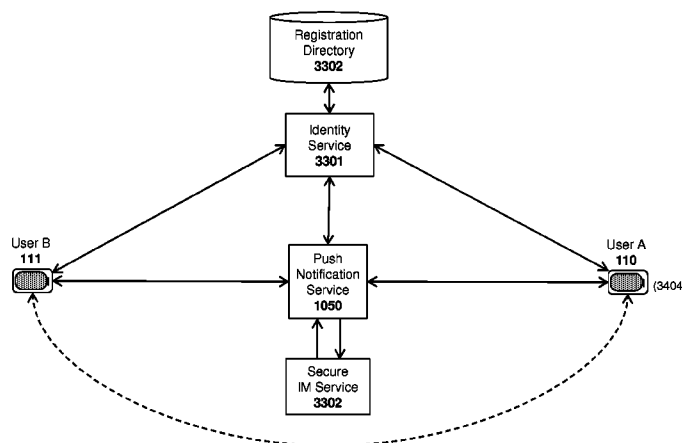 Registration
Directory
3302
Identity
Service
3301
User B
111
Push
Notification
Service
1050
User A
110
(3404
Secure
IM Service
3302